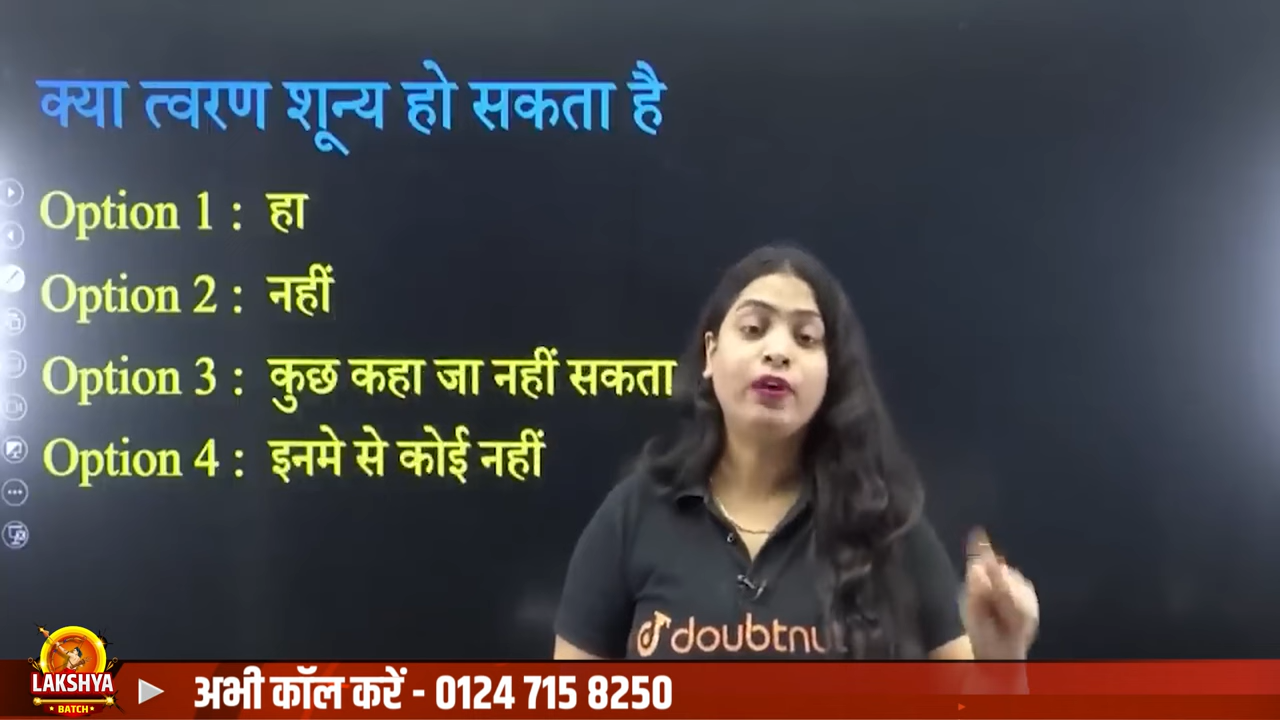 क्या त्वरण शून्य हो सकता है
Option 1 : हा
Option 2 : नहीं
Option 3 : कुछ कहा जा नहीं सकता
Option 4 : इनमे से कोई नहीं
doubtnu
LAKSHYA
BATCH
अभी कॉल करें - 0124 715 8250